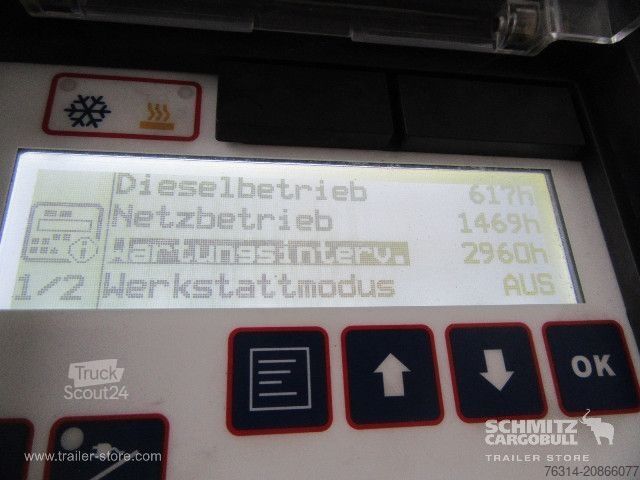 Dieselbetrieb 617h
Netzbetrieb 1469h
Wartungsinterv. 2960h
1/2 Werkstattmodus AUS
OK
Truck
Scout24
www.trailer-store.com
SCHMITZ
CARGOBULL
TRAILER STORE
76314-20866077